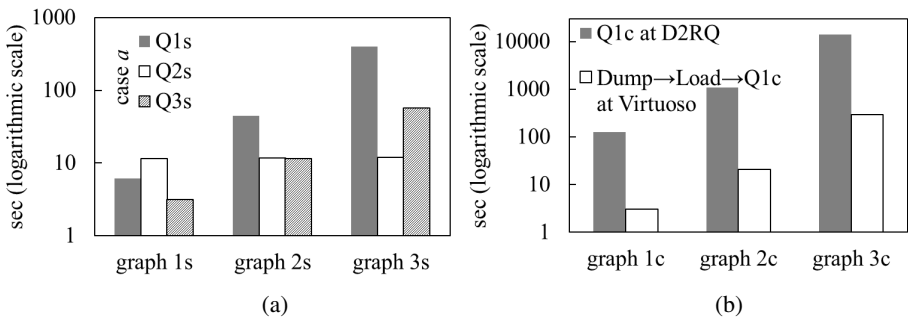 sec (logarithmic scale)
1000
100
10
1
case a
Q1s
Q2s
Q3s
graph 1s graph 2s graph 3s
(a)
sec (logarithmic scale)
10000
1000
100
10
1
Q1c at D2RQ
Dump→Load→Q1c
at Virtuoso
graph 1c graph 2c graph 3c
(b)